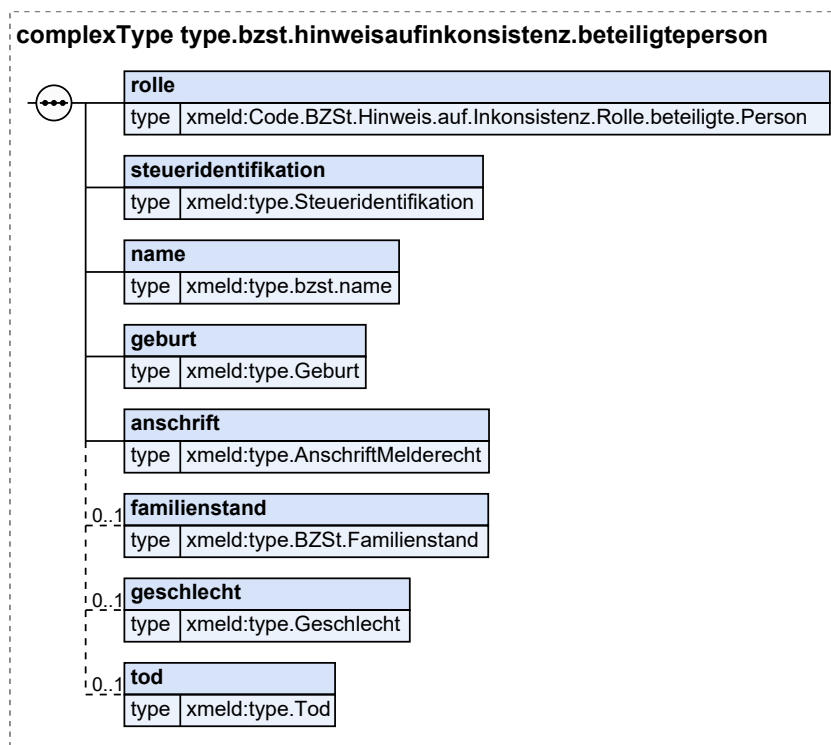 complexType type.bzst.hinweisaufinkonsistenz.beteiligteperson
rolle
type xmeld:Code.BZSt.Hinweis.auf.Inkonsistenz.Rolle.beteiligte.Person
steueridentifikation
type xmeld:type.Steueridentifikation
name
type xmeld:type.bzst.name
geburt
type xmeld:type.Geburt
anschrift
type xmeld:type.AnschriftMelderecht
0..1 familienstand
type xmeld:type.BZSt.Familienstand
0..1 geschlecht
type xmeld:type.Geschlecht
0..1 tod
type xmeld:type.Tod